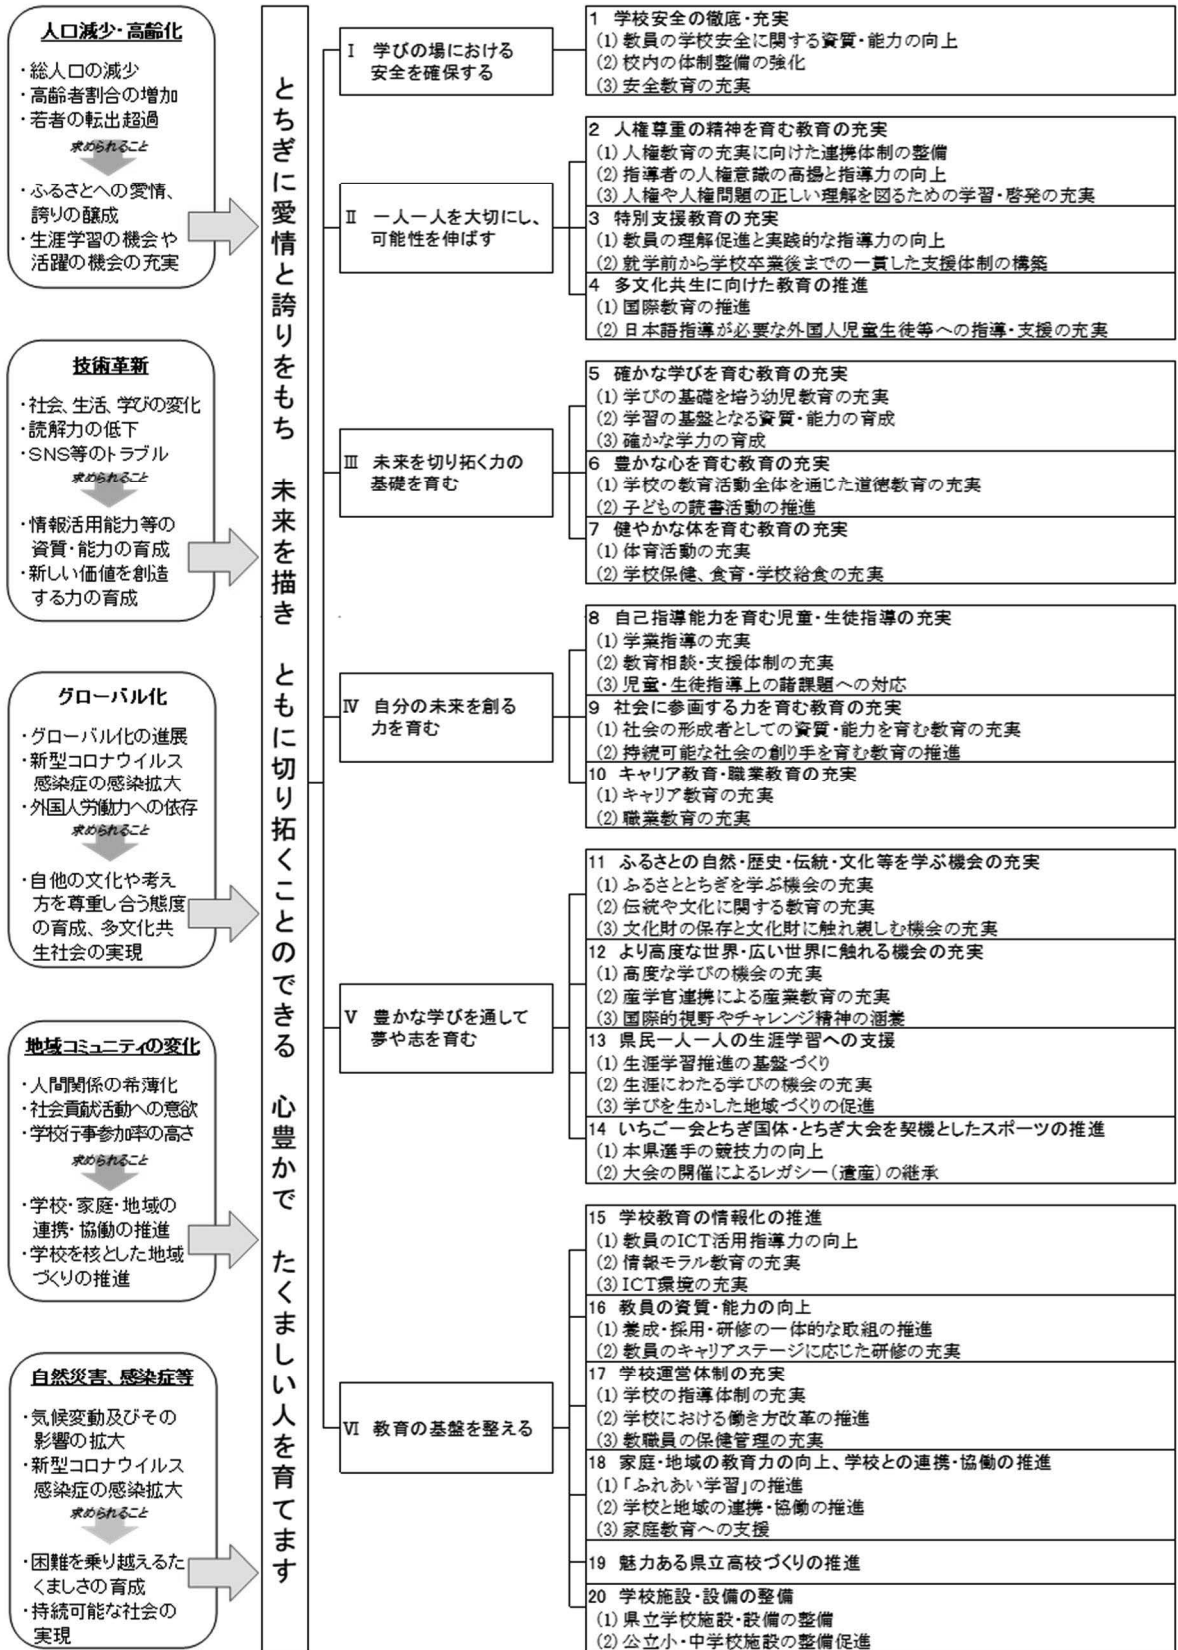 人口減少・高齢化
・総人口の減少
・高齢者割合の増加
・若者の転出超過
求められること
・ふるさとへの愛情、
誇りの醸成
・生涯学習の機会や
活躍の機会の充実
技術革新
・社会、生活、学びの変化
・読解力の低下
・SNS等のトラブル
求められること
・情報活用能力等の
資質・能力の育成
・新しい価値を創造
する力の育成
グローバル化
・グローバル化の進展
・新型コロナウイルス
感染症の感染拡大
・外国人労働力への依存
求められること
・自他の文化や考え
方を尊重し合う態度
の育成、多文化共
生社会の実現
地域コミュニティの変化
・人間関係の希薄化
・社会貢献活動への意欲
・学校行事参加率の高さ
求められること
・学校・家庭・地域の
連携・協働の推進
・学校を核とした地域
づくりの推進
自然災害、感染症等
・気候変動及びその
影響の拡大
・新型コロナウイルス
感染症の感染拡大
求められること
・困難を乗り越えるた
くましさの育成
・持続可能な社会の
実現
とちぎに愛情と誇りをもち 未来を描き ともに切り拓くことのできる 心豊かで たくましい人を育てます
Ⅰ 学びの場における
安全を確保する
1 学校安全の徹底・充実
(1) 教員の学校安全に関する資質・能力の向上
(2) 校内の体制整備の強化
(3) 安全教育の充実
Ⅱ 一人一人を大切にし、
可能性を伸ばす
2 人権尊重の精神を育む教育の充実
(1) 人権教育の充実に向けた連携体制の整備
(2) 指導者の人権意識の高揚と指導力の向上
(3) 人権や人権問題の正しい理解を図るための学習・啓発の充実
3 特別支援教育の充実
(1) 教員の理解促進と実践的な指導力の向上
(2) 就学前から学校卒業後までの一貫した支援体制の構築
4 多文化共生に向けた教育の推進
(1) 国際教育の推進
(2) 日本語指導が必要な外国人児童生徒等への指導・支援の充実
Ⅲ 未来を切り拓く力の
基礎を育む
5 確かな学びを育む教育の充実
(1) 学びの基礎を培う幼児教育の充実
(2) 学習の基盤となる資質・能力の育成
(3) 確かな学力の育成
6 豊かな心を育む教育の充実
(1) 学校の教育活動全体を通じた道徳教育の充実
(2) 子どもの読書活動の推進
7 健やかな体を育む教育の充実
(1) 体育活動の充実
(2) 学校保健、食育・学校給食の充実
Ⅳ 自分の未来を創る
力を育む
8 自己指導能力を育む児童・生徒指導の充実
(1) 学業指導の充実
(2) 教育相談・支援体制の充実
(3) 児童・生徒指導上の諸課題への対応
9 社会に参画する力を育む教育の充実
(1) 社会の形成者としての資質・能力を育む教育の充実
(2) 持続可能な社会の創り手を育む教育の推進
10 キャリア教育・職業教育の充実
(1) キャリア教育の充実
(2) 職業教育の充実
Ⅴ 豊かな学びを通して
夢や志を育む
11 ふるさとの自然・歴史・伝統・文化等を学ぶ機会の充実
(1) ふるさととちぎを学ぶ機会の充実
(2) 伝統や文化に関する教育の充実
(3) 文化財の保存と文化財に触れ親しむ機会の充実
12 より高度な世界・広い世界に触れる機会の充実
(1) 高度な学びの機会の充実
(2) 産学官連携による産業教育の充実
(3) 国際的視野やチャレンジ精神の涵養
13 県民一人一人の生涯学習への支援
(1) 生涯学習推進の基盤づくり
(2) 生涯にわたる学びの機会の充実
(3) 学びを生かした地域づくりの促進
14 いちご一会とちぎ国体・とちぎ大会を契機としたスポーツの推進
(1) 本県選手の競技力の向上
(2) 大会の開催によるレガシー(遺産)の継承
Ⅵ 教育の基盤を整える
15 学校教育の情報化の推進
(1) 教員のICT活用指導力の向上
(2) 情報モラル教育の充実
(3) ICT環境の充実
16 教員の資質・能力の向上
(1) 養成・採用・研修の一体的な取組の推進
(2) 教員のキャリアステージに応じた研修の充実
17 学校運営体制の充実
(1) 学校の指導体制の充実
(2) 学校における働き方改革の推進
(3) 教職員の保健管理の充実
18 家庭・地域の教育力の向上、学校との連携・協働の推進
(1) 「ふれあい学習」の推進
(2) 学校と地域の連携・協働の推進
(3) 家庭教育への支援
19 魅力ある県立高校づくりの推進
20 学校施設・設備の整備
(1) 県立学校施設・設備の整備
(2) 公立小・中学校施設の整備促進